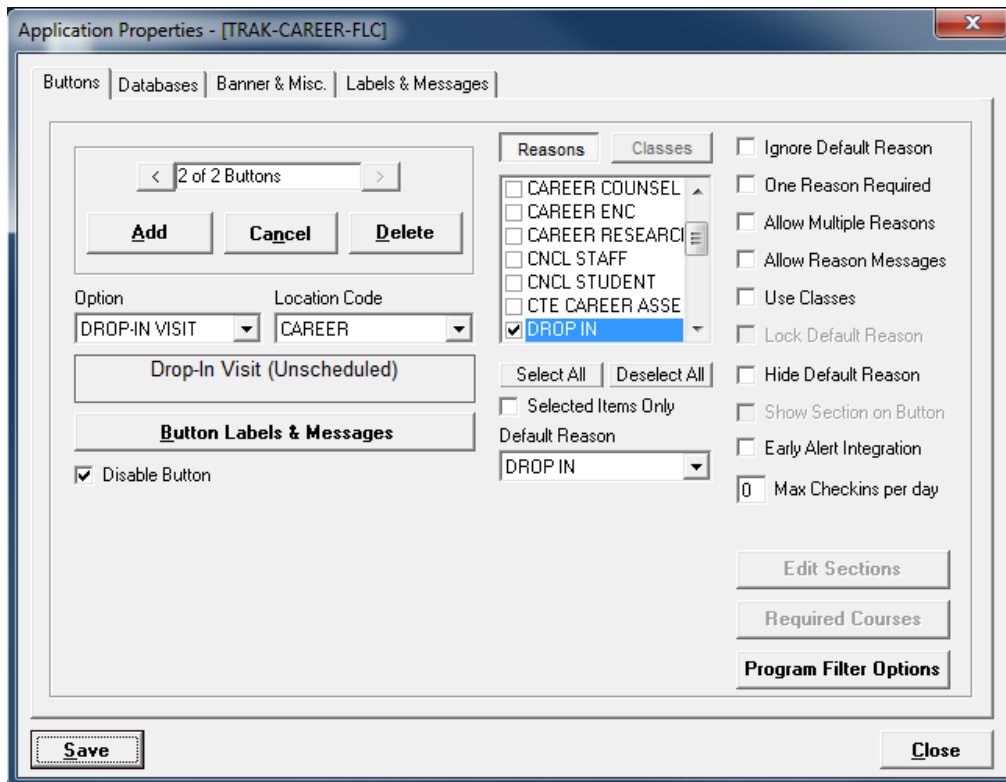 Application Properties - [TRAK-CAREER-FLC]
Buttons
Databases
Banner & Misc.
Labels & Messages
< 2 of 2 Buttons >
Add
Cancel
Delete
Option
Location Code
DROP-IN VISIT
CAREER
Drop-In Visit (Unscheduled)
Button Labels & Messages
Disable Button
Reasons
Classes
CAREER COUNSEL
CAREER ENC
CAREER RESEARCI
CNCL STAFF
CNCL STUDENT
CTE CAREER ASSE
DROP IN
Select All
Deselect All
Selected Items Only
Default Reason
DROP IN
Ignore Default Reason
One Reason Required
Allow Multiple Reasons
Allow Reason Messages
Use Classes
Lock Default Reason
Hide Default Reason
Show Section on Button
Early Alert Integration
0 Max Checkins per day
Edit Sections
Required Courses
Program Filter Options
Save
Close